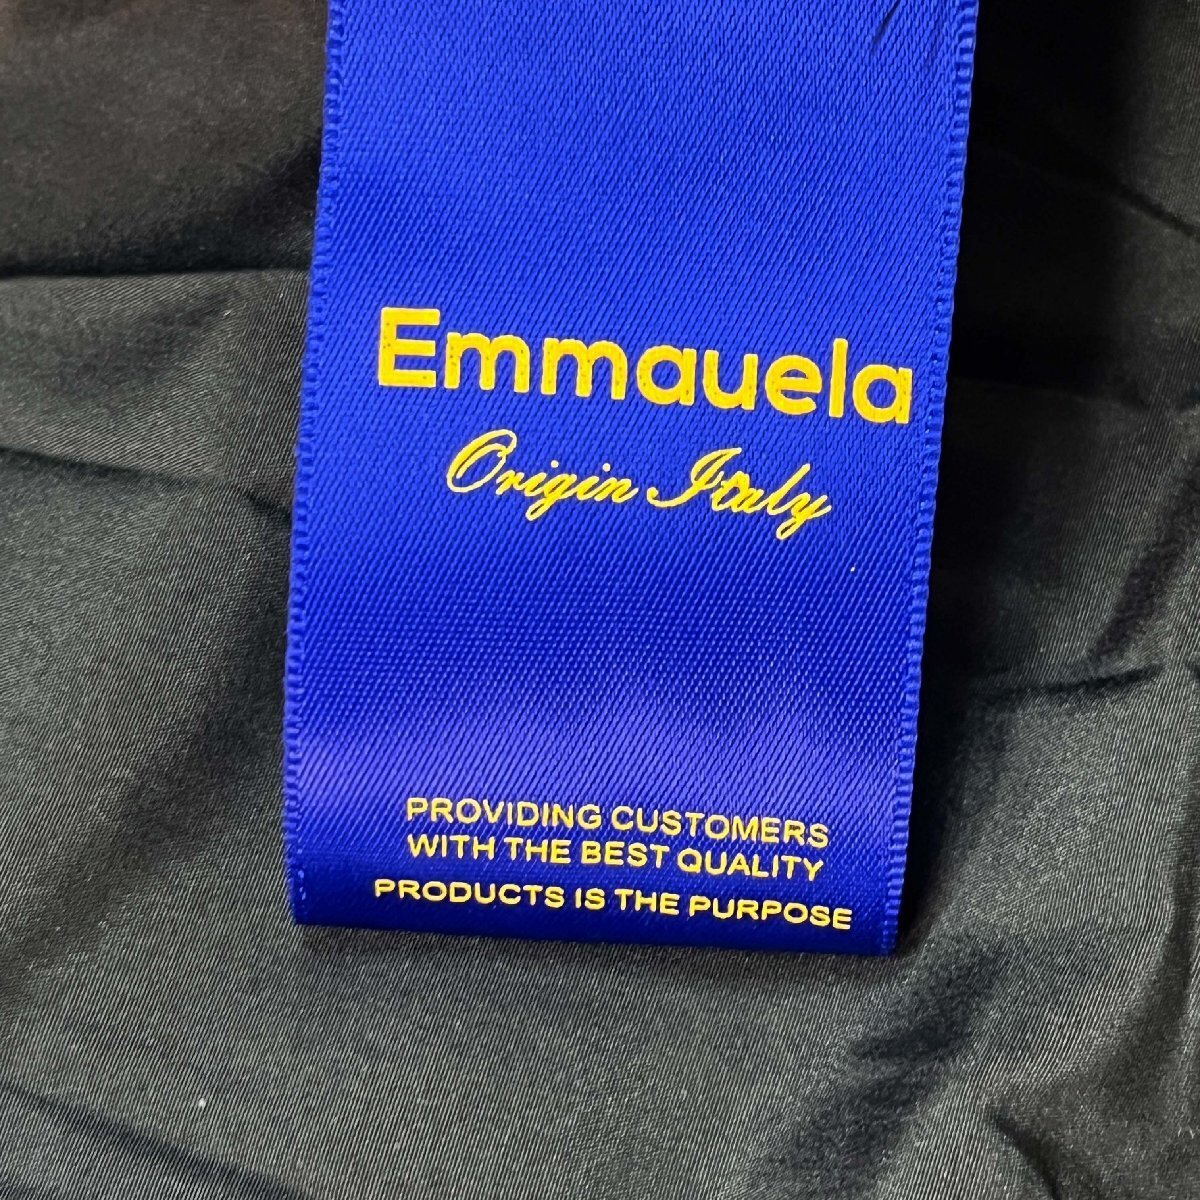 Emmauela
Origin Italy
PROVIDING CUSTOMERS
WITH THE BEST QUALITY
PRODUCTS IS THE PURPOSE